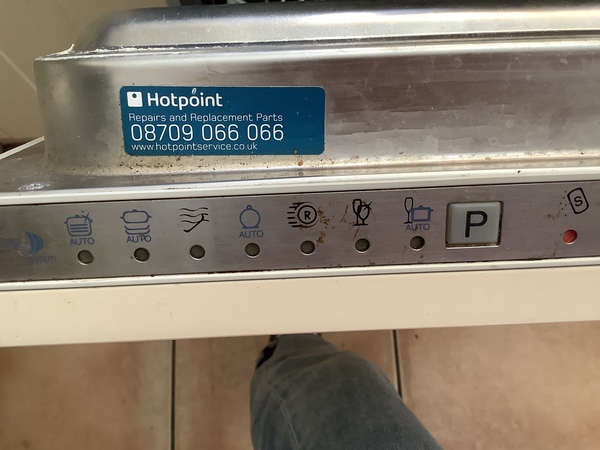 Hotpoint
Repairs and Replacement Parts
08709 066 066
www.hotpointservice.co.uk
AUTO
AUTO
AUTO
R
AUTO
P
S